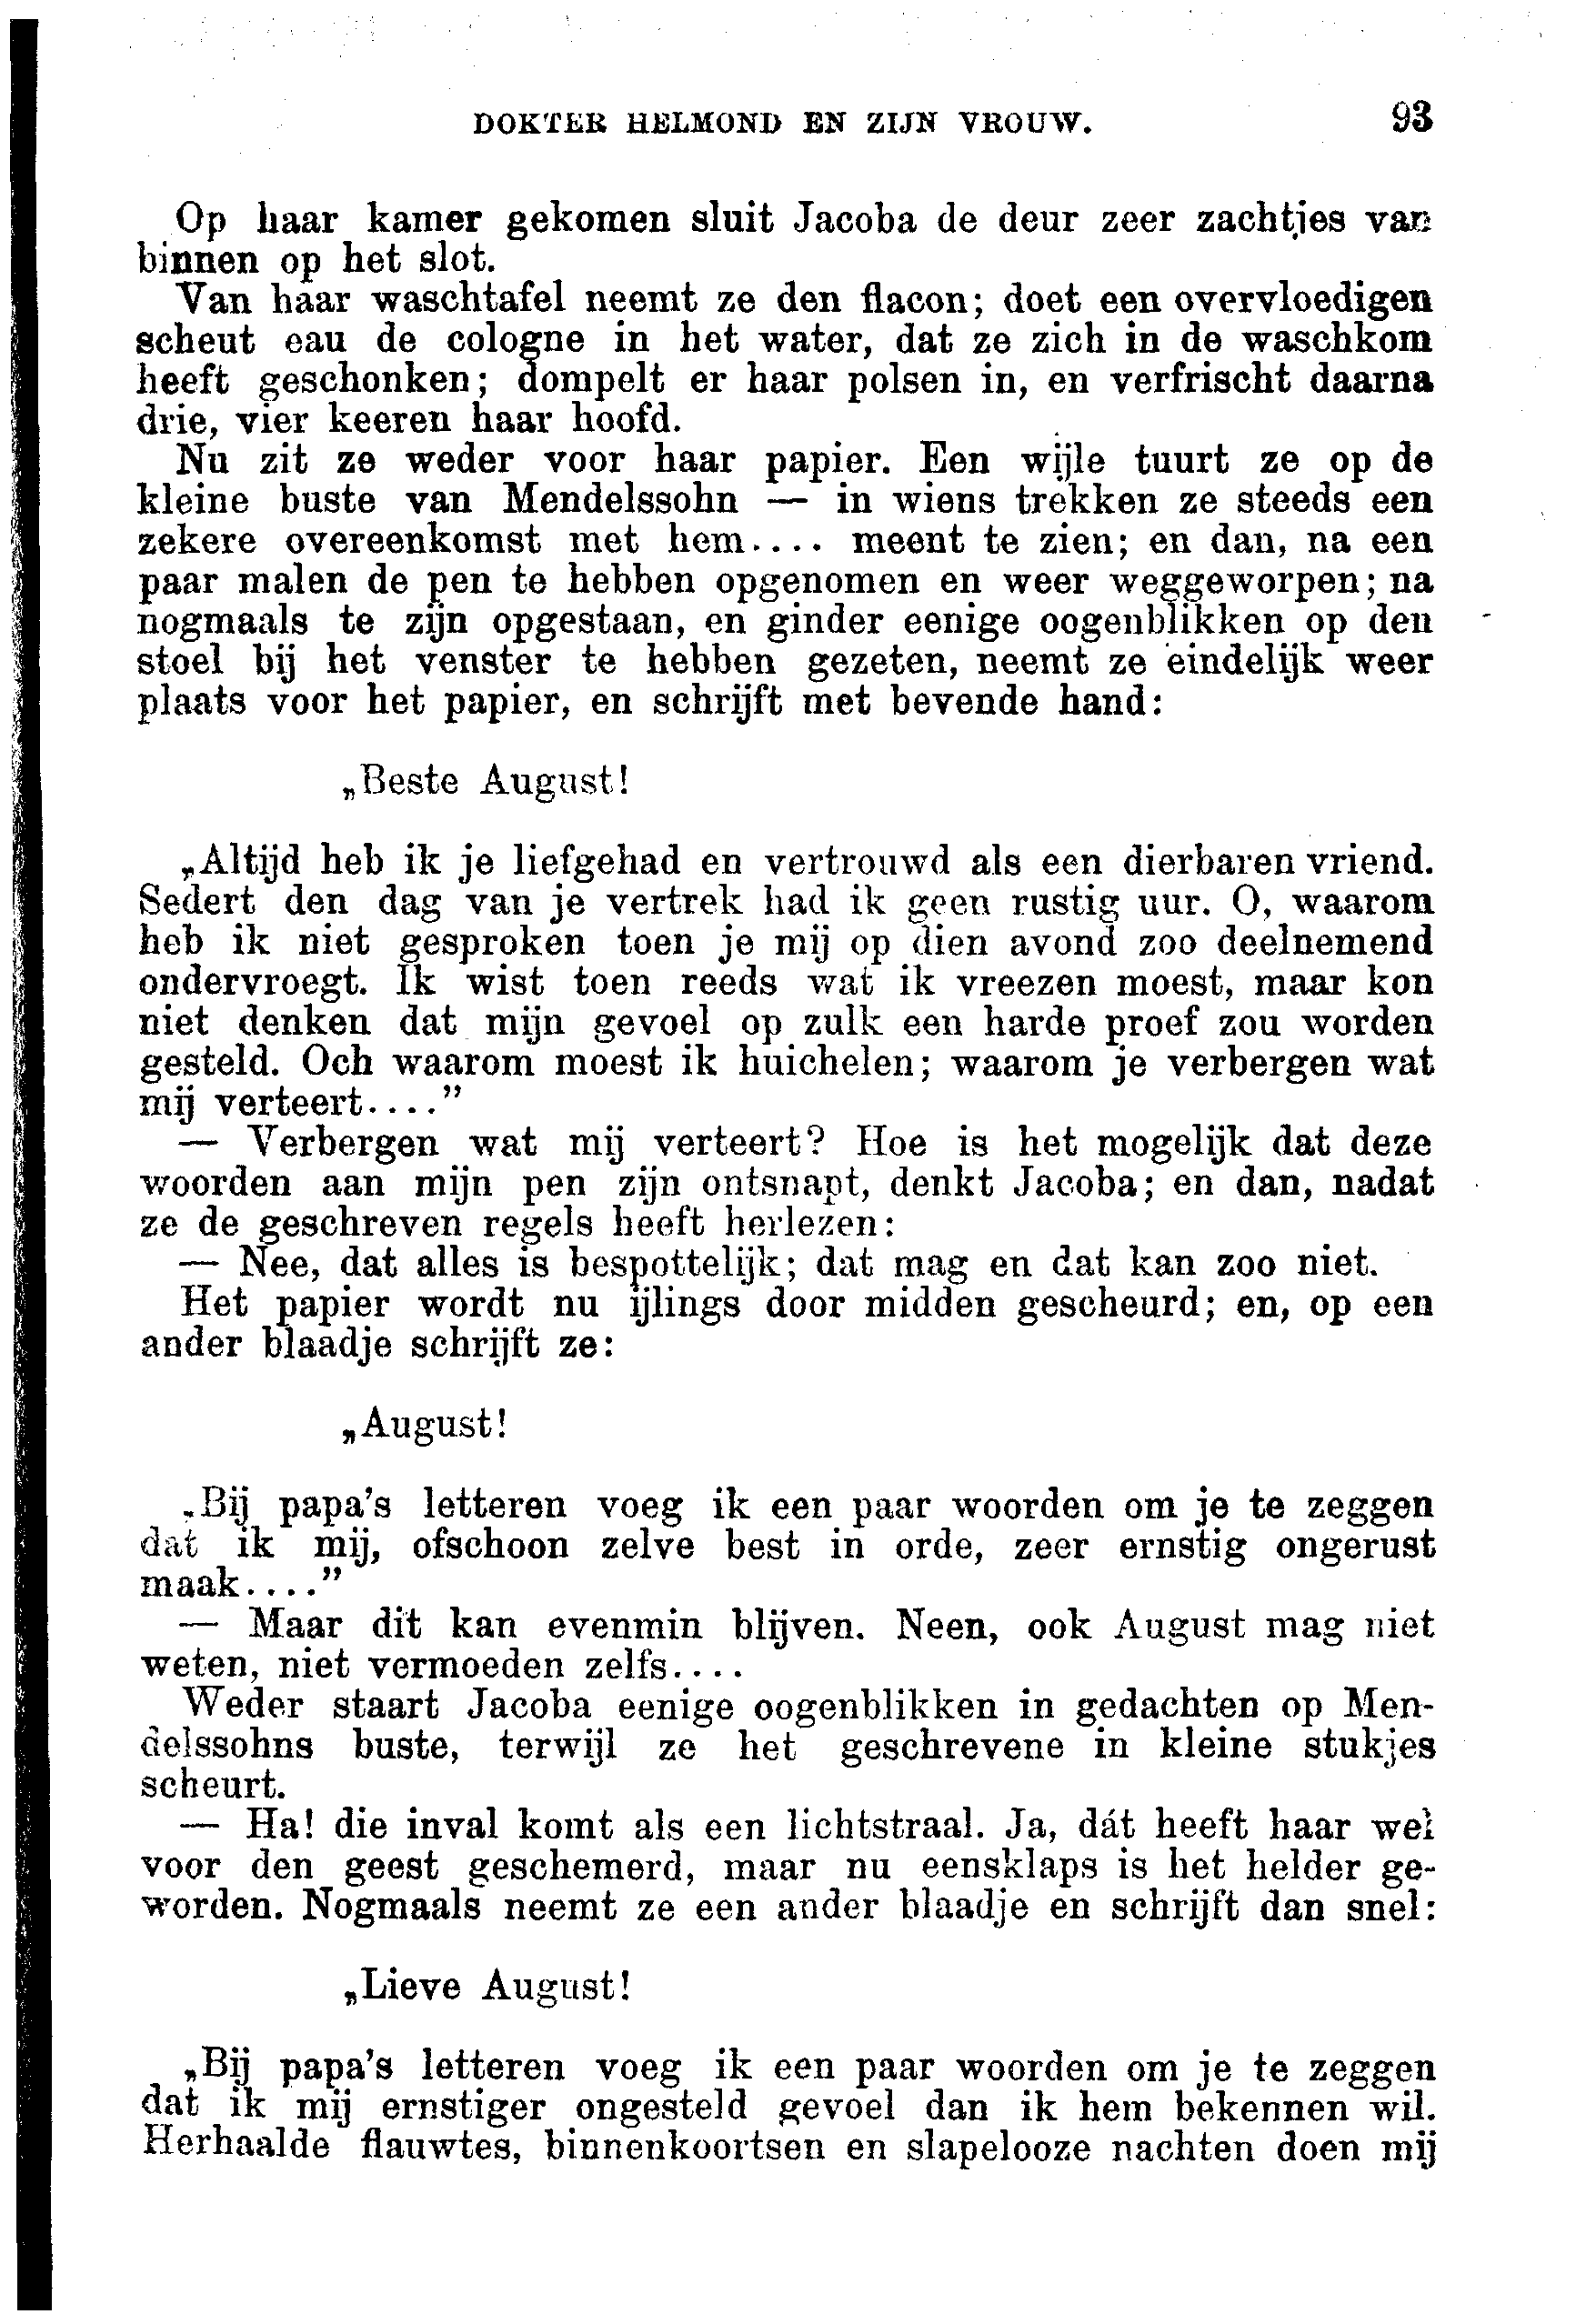 DOKTER HELMOND EN ZIJN VROUW. 93
Op haar kamer gekomen sluit Jacoba de deur zeer zachtjes van
binnen op het slot.
Van haar waschtafel neemt ze den flacon; doet een overvloedigen
scheut eau de cologne in het water, dat ze zich in de waschkom
heeft geschonken; dompelt er haar polsen in, en verfrischt daarna
drie, vier keeren haar hoofd.
Nu zit ze weder voor haar papier. Een wijle tuurt ze op de
kleine buste van Mendelssohn — in wiens trekken ze steeds een
zekere overeenkomst met hem.... meent te zien; en dan, na een
paar malen de pen te hebben opgenomen en weer weggeworpen; na
nogmaals te zijn opgestaan, en ginder eenige oogenblikken op den
stoel bij het venster te hebben gezeten, neemt ze eindelijk weer
plaats voor het papier, en schrijft met bevende hand:
„Beste August!
„Altijd heb ik je liefgehad en vertrouwd als een dierbaren vriend.
Sedert den dag van je vertrek had ik geen rustig uur. O, waarom
heb ik niet gesproken toen je mij op dien avond zoo deelnemend
ondervroegt. Ik wist toen reeds wat ik vreezen moest, maar kon
niet denken dat mijn gevoel op zulk een harde proef zou worden
gesteld. Och waarom moest ik huichelen; waarom je verbergen wat
mij verteert...."
— Verbergen wat mij verteert? Hoe is het mogelijk dat deze
woorden aan mijn pen zijn ontsnapt, denkt Jacoba; en dan, nadat
ze de geschreven regels heeft herlezen:
— Nee, dat alles is bespottelijk; dat mag en dat kan zoo niet.
Het papier wordt nu ijlings door midden gescheurd; en, op een
ander blaadje schrijft ze:
„August!
„Bij papa's letteren voeg ik een paar woorden om je te zeggen
dat ik mij, ofschoon zelve best in orde, zeer ernstig ongerust
maak...."
— Maar dit kan evenmin blijven. Neen, ook August mag niet
weten, niet vermoeden zelfs....
Weder staart Jacoba eenige oogenblikken in gedachten op Men-
delssohns buste, terwijl ze het geschrevene in kleine stukjes
scheurt.
— Ha! die inval komt als een lichtstraal. Ja, dát heeft haar wel
voor den geest geschemerd, maar nu eensklaps is het helder ge-
worden. Nogmaals neemt ze een ander blaadje en schrijft dan snel:
„Lieve August!
„Bij papa's letteren voeg ik een paar woorden om je te zeggen
dat ik mij ernstiger ongesteld gevoel dan ik hem bekennen wil.
Herhaalde flauwtes, binnenkoortsen en slapelooze nachten doen mij